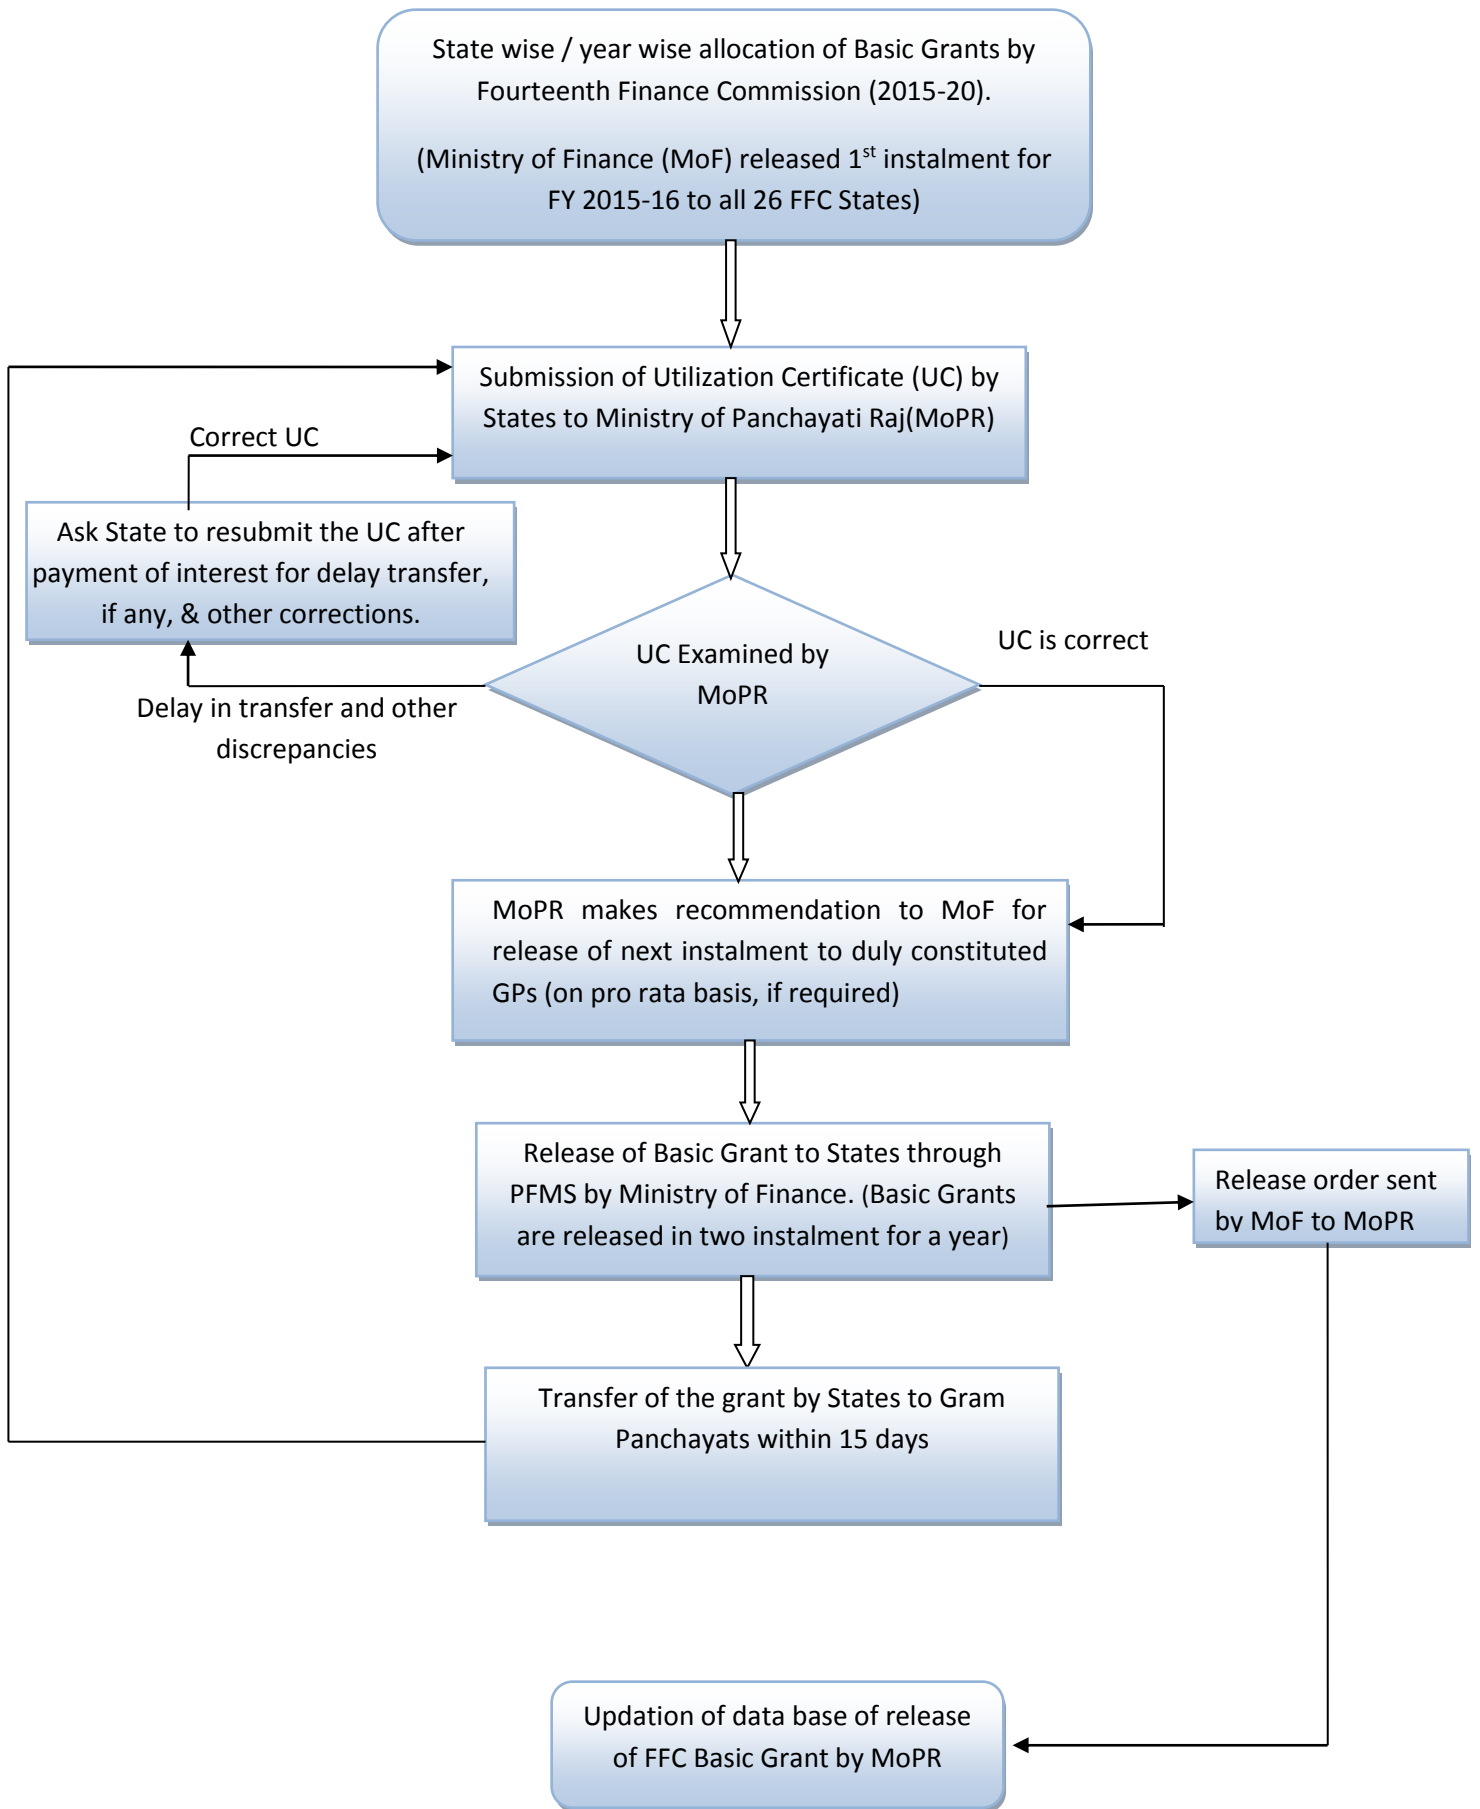 State wise / year wise allocation of Basic Grants by
Fourteenth Finance Commission (2015-20).
(Ministry of Finance (MoF) released 1st instalment for
FY 2015-16 to all 26 FFC States)
Submission of Utilization Certificate (UC) by
States to Ministry of Panchayati Raj(MoPR)
Correct UC
Ask State to resubmit the UC after
payment of interest for delay transfer,
if any, & other corrections.
UC Examined by
MoPR
UC is correct
Delay in transfer and other
discrepancies
MoPR makes recommendation to MoF for
release of next instalment to duly constituted
GPs (on pro rata basis, if required)
Release of Basic Grant to States through
PFMS by Ministry of Finance. (Basic Grants
are released in two instalment for a year)
Release order sent
by MoF to MoPR
Transfer of the grant by States to Gram
Panchayats within 15 days
Updation of data base of release
of FFC Basic Grant by MoPR